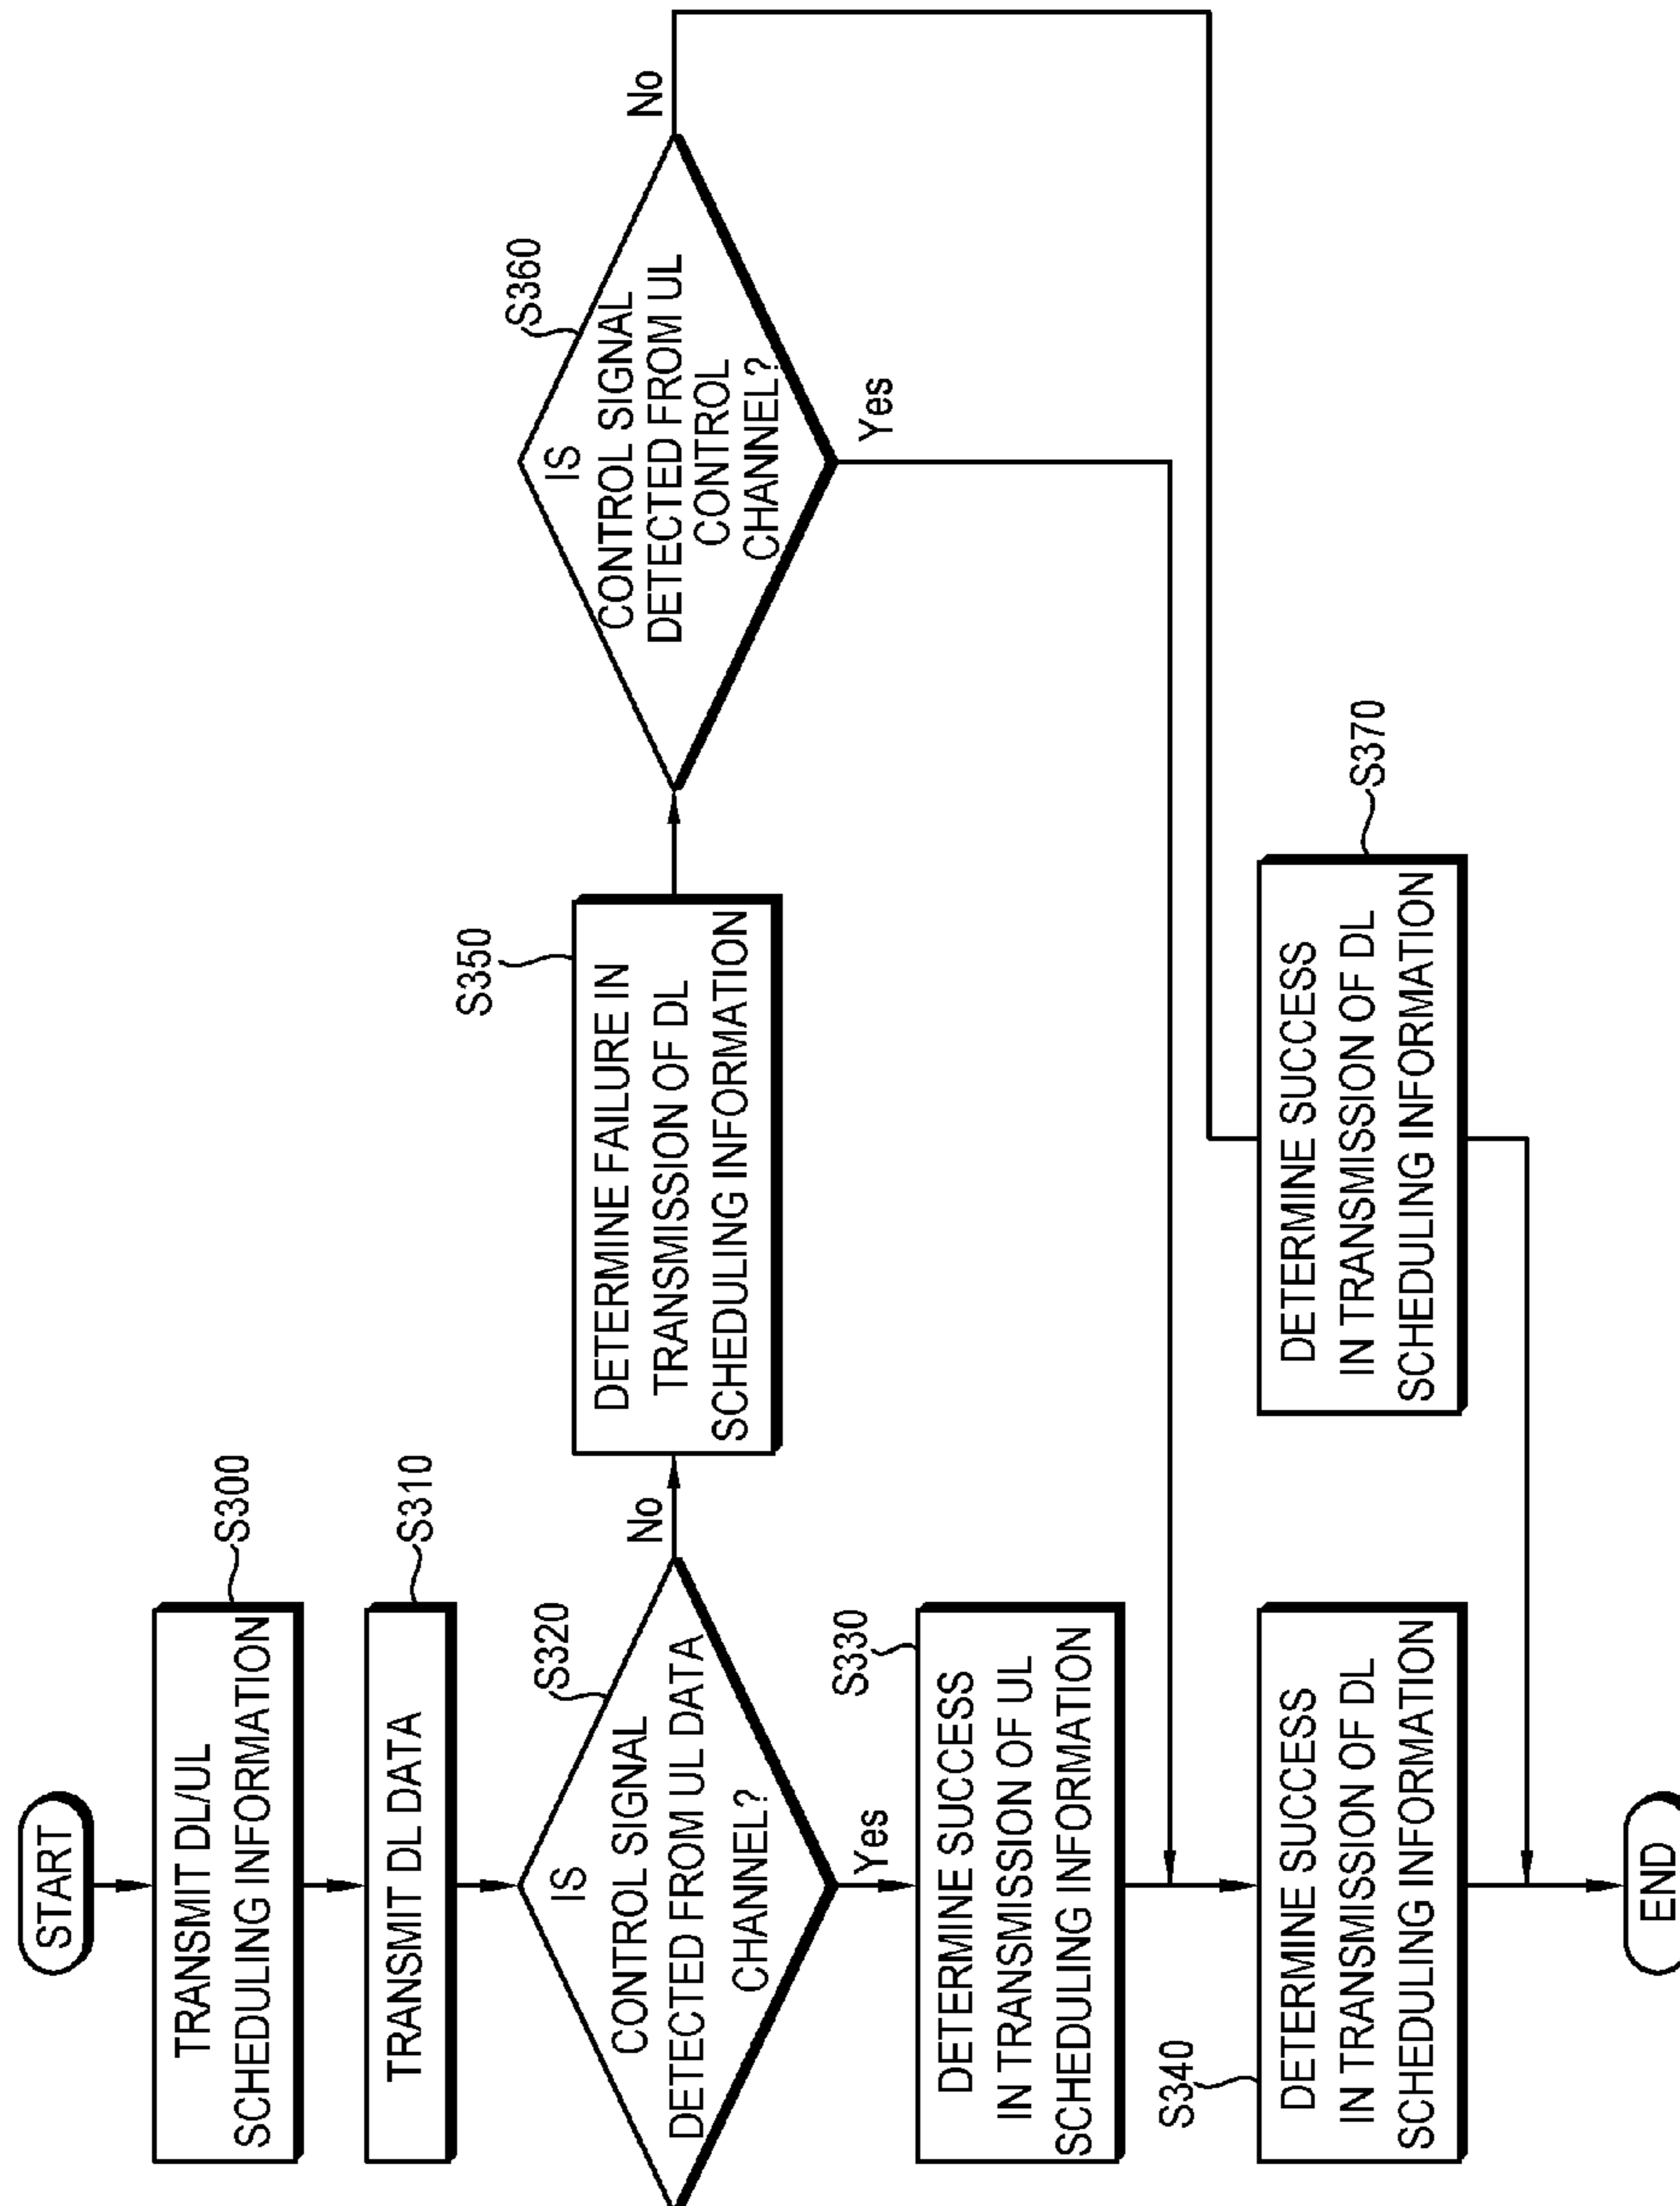 START
TRANSMIT DL/UL
SCHEDULING INFORMATION
S300
TRANSMIT DL DATA
S310
IS
CONTROL SIGNAL
DETECTED FROM UL DATA
CHANNEL?
S320
No
Yes
DETERMINE FAILURE IN
TRANSMISSION OF DL
SCHEDULING INFORMATION
S350
IS
CONTROL SIGNAL
DETECTED FROM UL
CONTROL
CHANNEL?
S360
No
Yes
DETERMINE SUCCESS
IN TRANSMISSION OF UL
SCHEDULING INFORMATION
S330
DETERMINE SUCCESS
IN TRANSMISSION OF DL
SCHEDULING INFORMATION
S340
DETERMINE SUCCESS
IN TRANSMISSION OF DL
SCHEDULING INFORMATION
S370
END